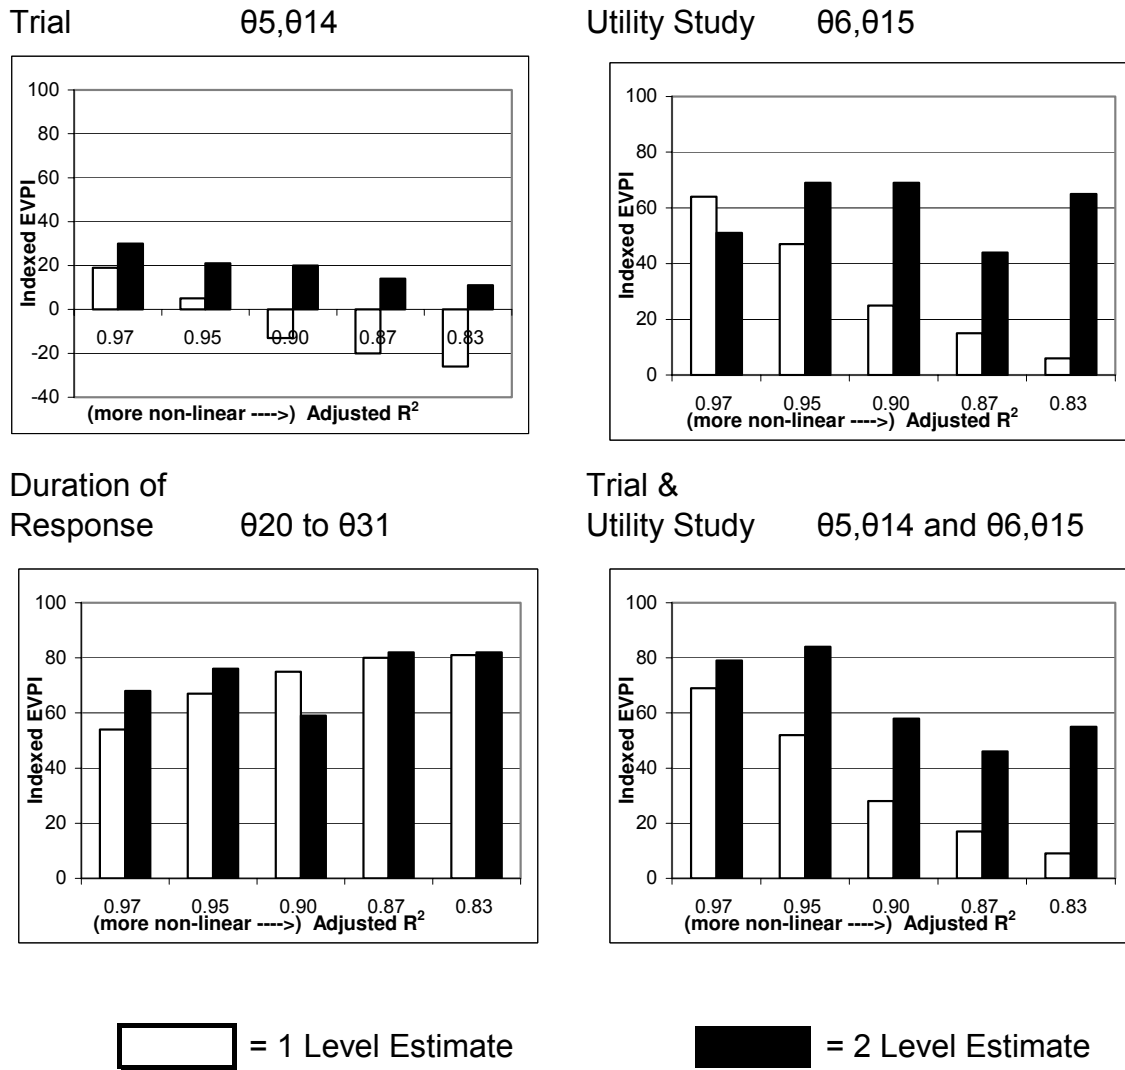 Trial θ5,θ14
Utility Study θ6,θ15
100
80
60
40
20
0
-20
-40
Indexed EVPI
0.97 0.95 0.90 0.87 0.83
(more non-linear ---->) Adjusted R²
100
80
60
40
20
0
Indexed EVPI
0.97 0.95 0.90 0.87 0.83
(more non-linear ---->) Adjusted R²
Duration of
Response θ20 to θ31
Trial &
Utility Study θ5,θ14 and θ6,θ15
100
80
60
40
20
0
Indexed EVPI
0.97 0.95 0.90 0.87 0.83
(more non-linear ---->) Adjusted R²
100
80
60
40
20
0
Indexed EVPI
0.97 0.95 0.90 0.87 0.83
(more non-linear ---->) Adjusted R²
= 1 Level Estimate
= 2 Level Estimate